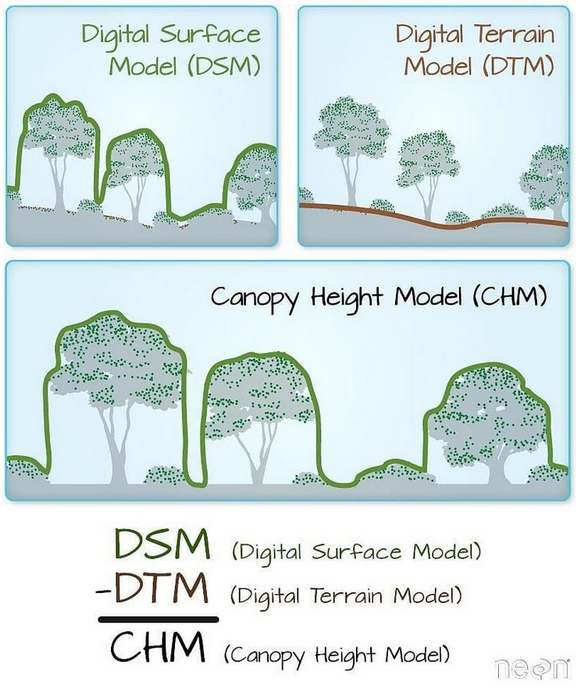 Digital Surface
Model (DSM)
Digital Terrain
Model (DTM)
Canopy Height Model (CHM)
DSM (Digital Surface Model)
-DTM (Digital Terrain Model)
CHM (Canopy Height Model)
neon